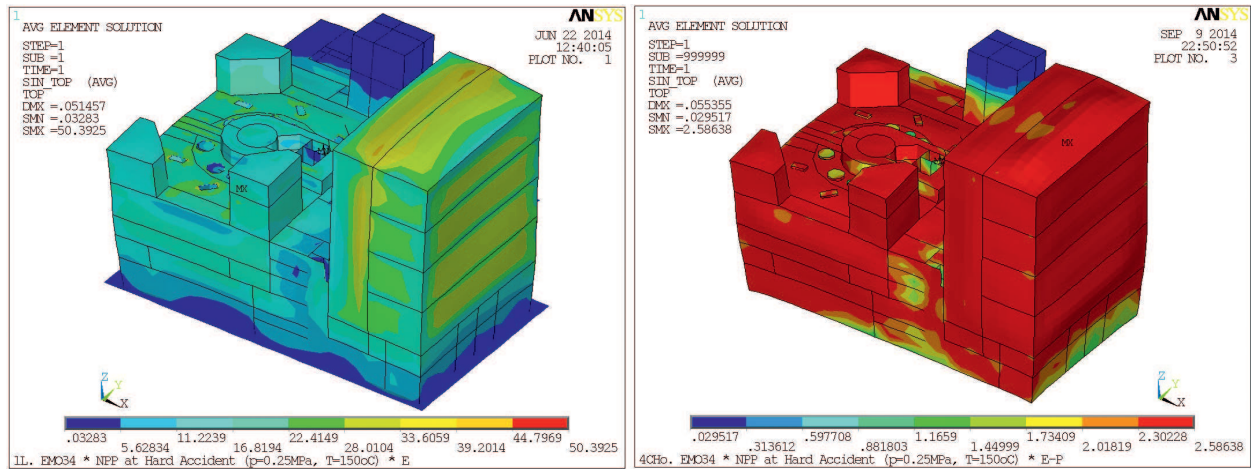 1
AVG ELEMENT SOLUTION
STEP=1
SUB =1
TIME=1
SIN_TOP (AVG)
TOP
DMX =.051457
SMN =.03283
SMX =50.3925
ANSYS
JUN 22 2014
12:40:05
PLOT NO. 1
MX
Z
Y
X
.03283 11.2239 22.4149 33.6059 44.7969
5.62834 16.8194 28.0104 39.2014 50.3925
1L. EMO34 * NPP at Hard Accident (p=0.25MPa, T=150oC) * E
1
AVG ELEMENT SOLUTION
STEP=1
SUB =999999
TIME=1
SIN_TOP (AVG)
TOP
DMX =.055355
SMN =.029517
SMX =2.58638
ANSYS
SEP 9 2014
22:50:52
PLOT NO. 3
MX
Z
Y
X
.029517 .597708 1.1659 1.73409 2.30228
.313612 .881803 1.44999 2.01819 2.58638
4CHo. EMO34 * NPP at Hard Accident (p=0.25MPa, T=150oC) * E-P